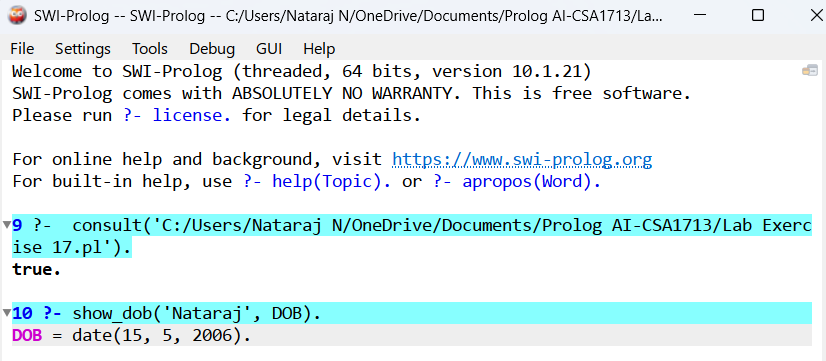 SWI-Prolog -- SWI-Prolog -- C:/Users/Nataraj N/OneDrive/Documents/Prolog AI-CSA1713/La...
File Settings Tools Debug GUI Help
Welcome to SWI-Prolog (threaded, 64 bits, version 10.1.21)
SWI-Prolog comes with ABSOLUTELY NO WARRANTY. This is free software.
Please run ?- license. for legal details.
For online help and background, visit https://www.swi-prolog.org
For built-in help, use ?- help(Topic). or ?- apropos(Word).
9 ?- consult('C:/Users/Nataraj N/OneDrive/Documents/Prolog AI-CSA1713/Lab Exerc
ise 17.pl').
true.
10 ?- show_dob('Nataraj', DOB).
DOB = date(15, 5, 2006).